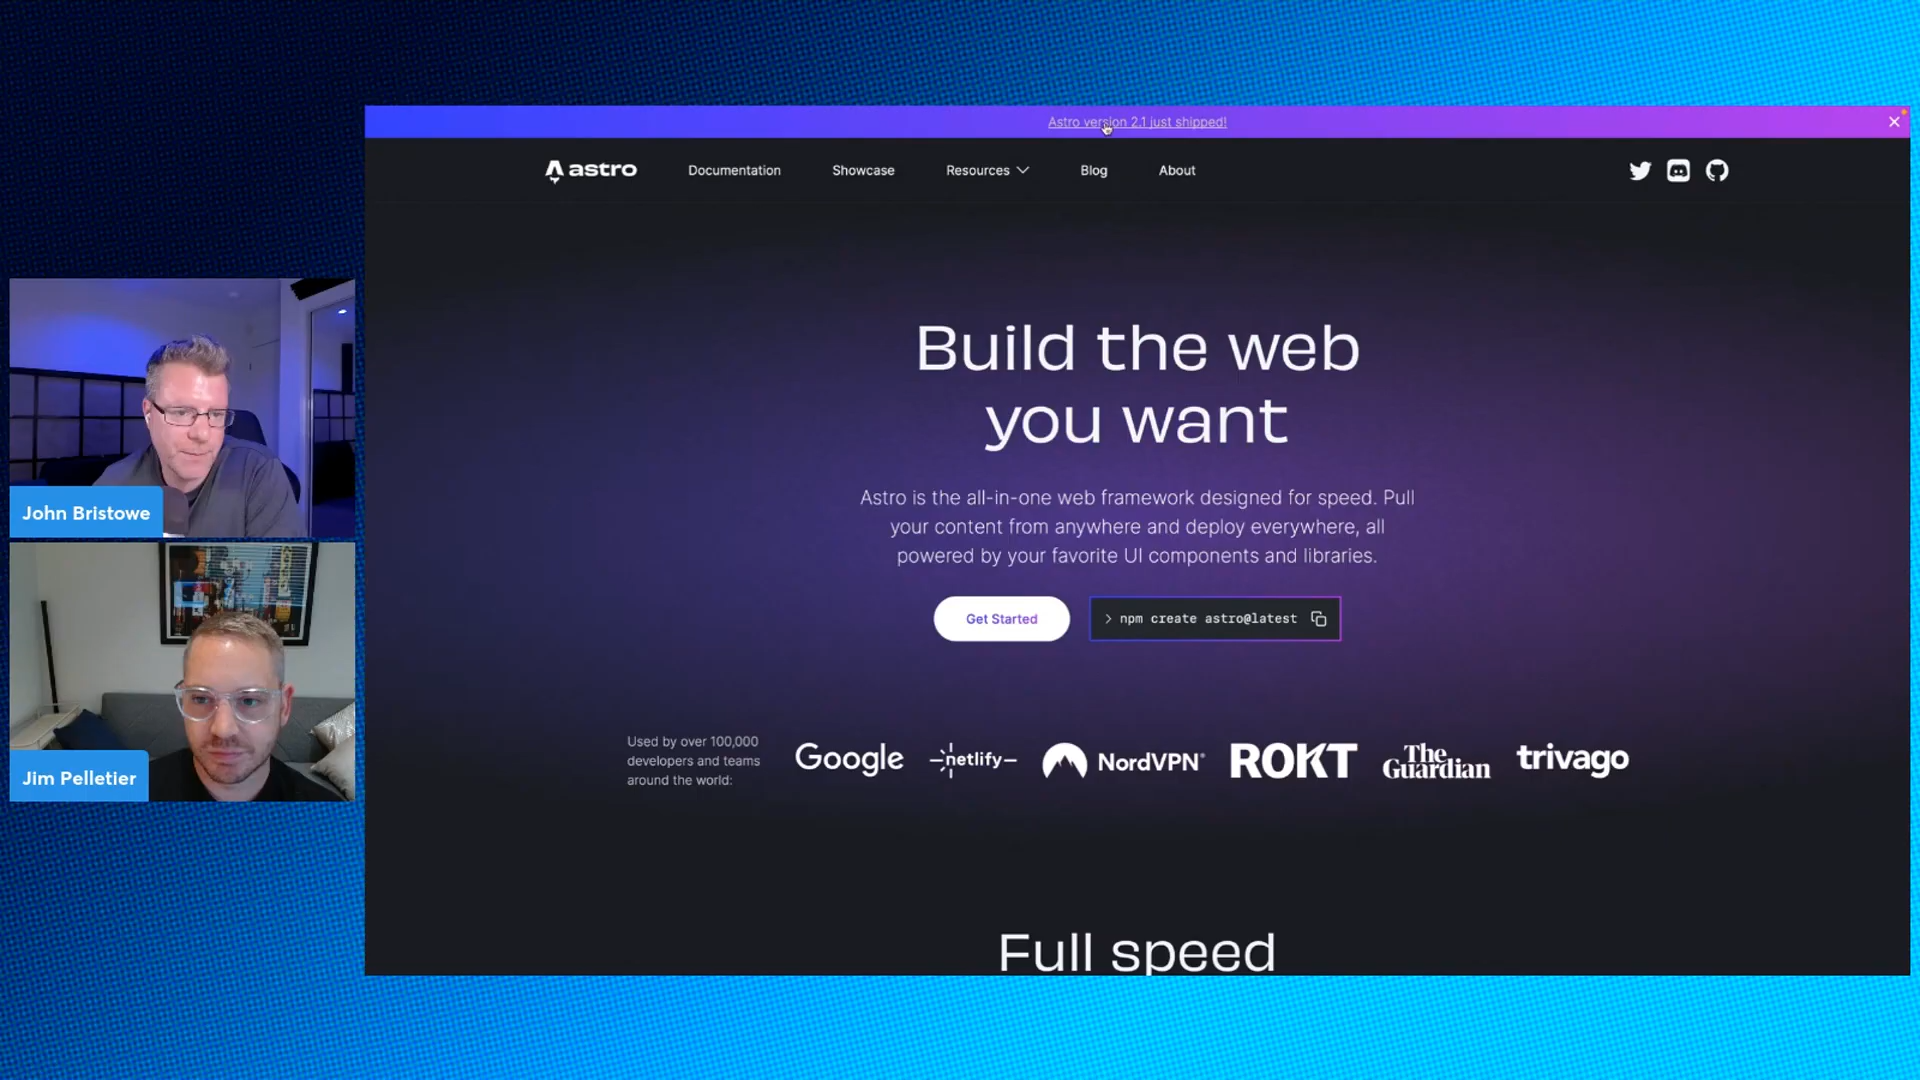 Astro version 2.1 just shipped!
astro
Documentation
Showcase
Resources
Blog
About
Build the web
you want
Astro is the all-in-one web framework designed for speed. Pull
your content from anywhere and deploy everywhere, all
powered by your favorite UI components and libraries.
Get Started
> npm create astro@latest
Used by over 100,000
developers and teams
around the world:
Google
netlify
NordVPN®
ROKT
The
Guardian
trivago
Full speed
John Bristowe
Jim Pelletier